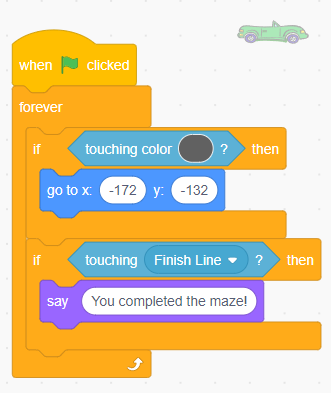 when clicked
forever
if touching color ? then
go to x: -172 y: -132
if touching Finish Line ? then
say You completed the maze!